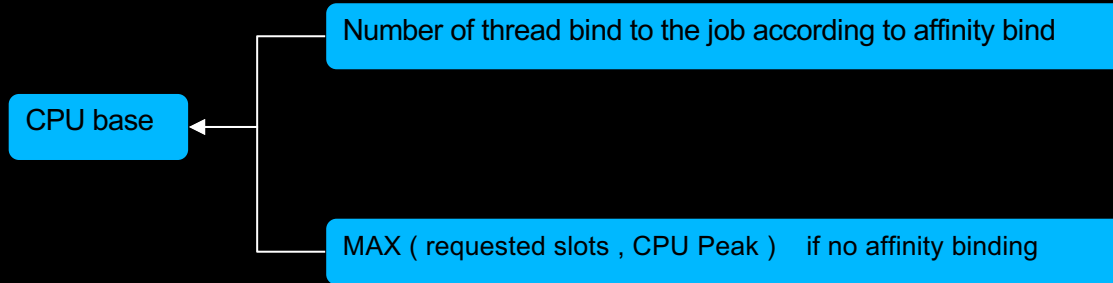 Number of thread bind to the job according to affinity bind
CPU base
MAX ( requested slots , CPU Peak ) if no affinity binding